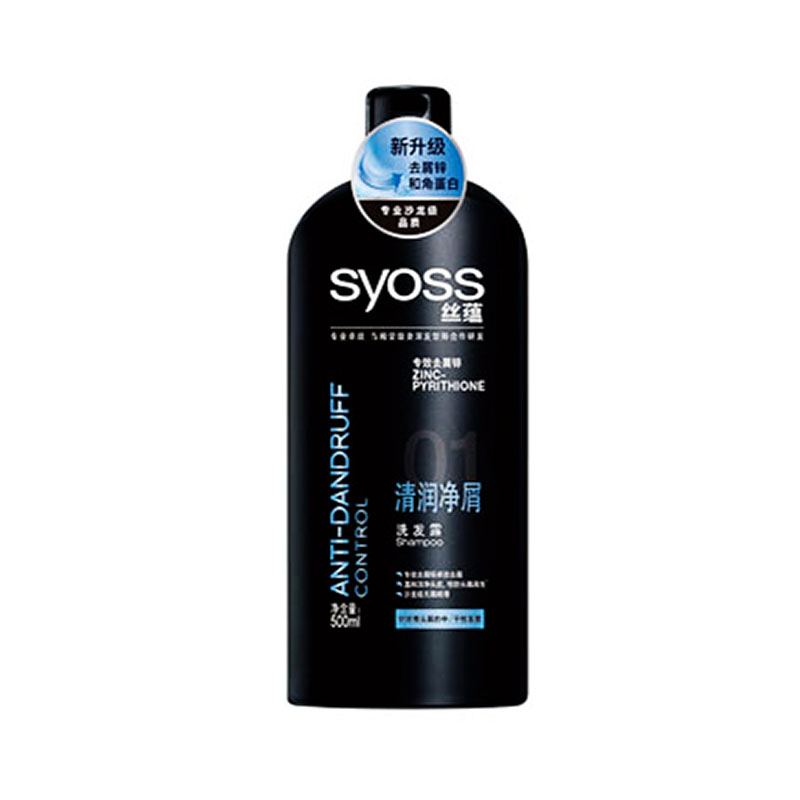 新升级
去屑锌
和角蛋白
专业沙龙级
品质
syoss
丝蕴
专效去屑锌
ZINC-
PYRITHIONE
01
ANTI-DANDRUFF
CONTROL
清润净屑
洗发露
Shampoo
净含量:
500ml